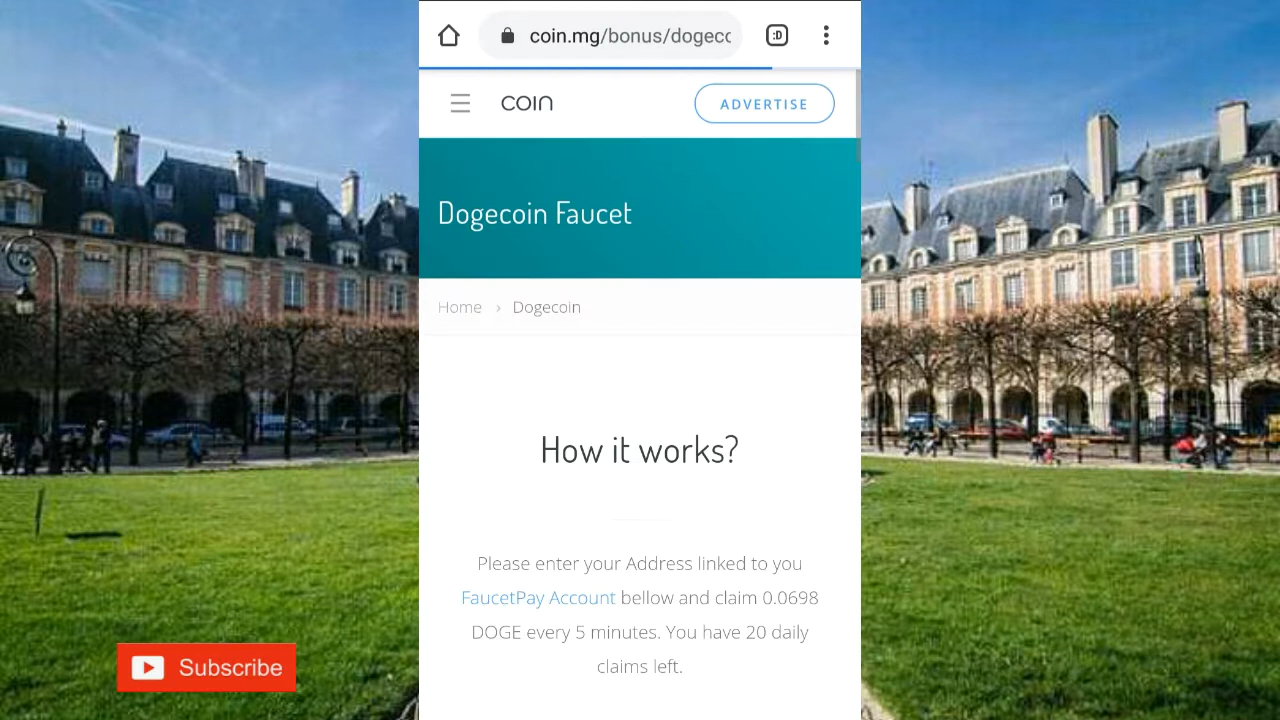 coin.mg/bonus/dogecc
:D
COIN
ADVERTISE
Dogecoin Faucet
Home › Dogecoin
How it works?
Please enter your Address linked to you
FaucetPay Account bellow and claim 0.0698
DOGE every 5 minutes. You have 20 daily
claims left.
Subscribe